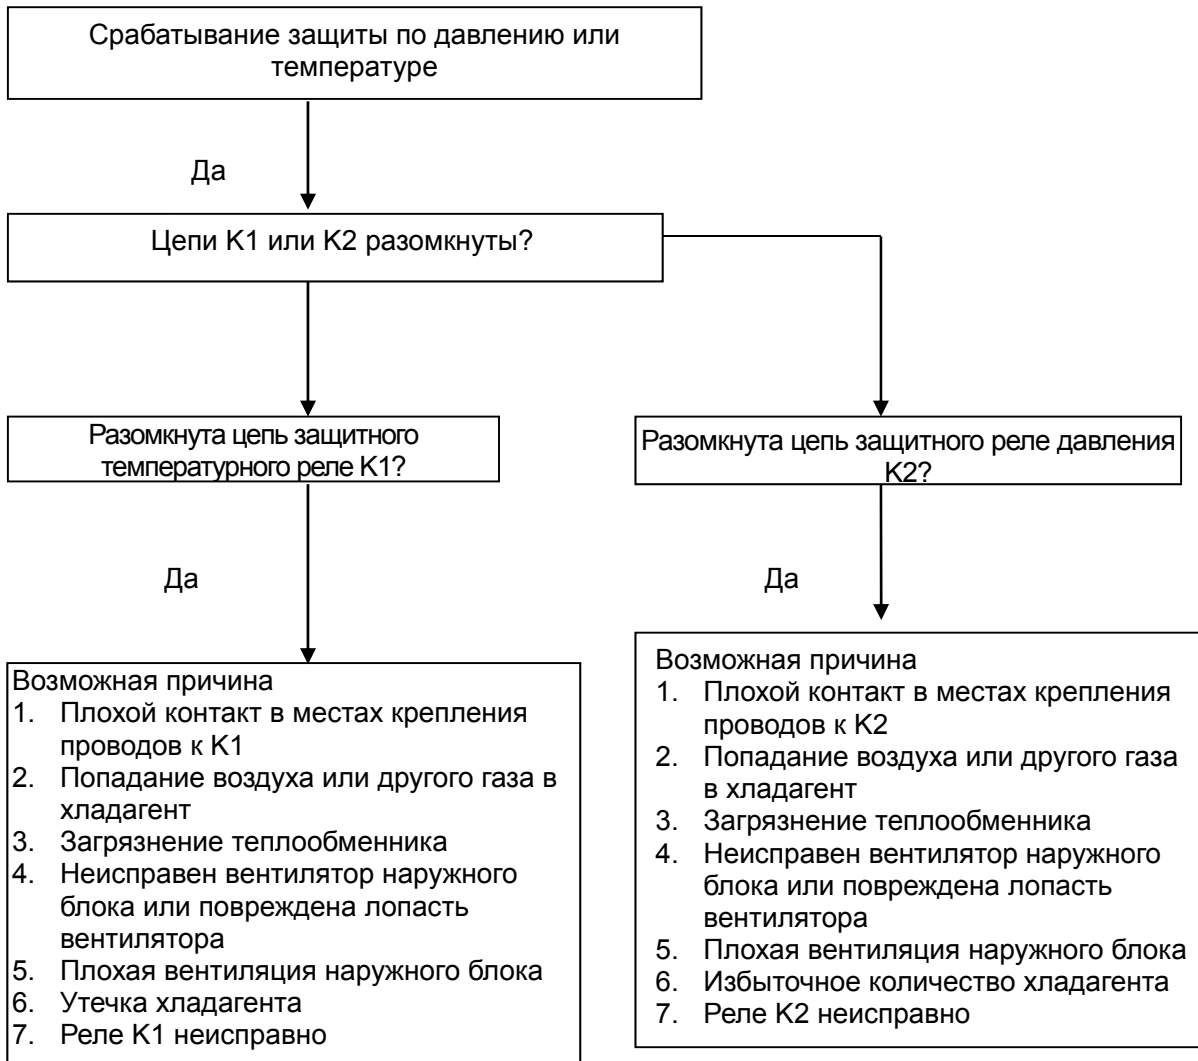 Срабатывание защиты по давлению или
температуре
Да
Цепи К1 или К2 разомкнуты?
Разомкнута цепь защитного
температурного реле К1?
Разомкнута цепь защитного реле давления
К2?
Да
Да
Возможная причина
1. Плохой контакт в местах крепления
проводов к К1
2. Попадание воздуха или другого газа в
хладагент
3. Загрязнение теплообменника
4. Неисправен вентилятор наружного
блока или повреждена лопасть
вентилятора
5. Плохая вентиляция наружного блока
6. Утечка хладагента
7. Реле К1 неисправно
Возможная причина
1. Плохой контакт в местах крепления
проводов к К2
2. Попадание воздуха или другого газа
в хладагент
3. Загрязнение теплообменника
4. Неисправен вентилятор наружного
блока или повреждена лопасть
вентилятора
5. Плохая вентиляция наружного блока
6. Избыточное количество хладагента
7. Реле К2 неисправно